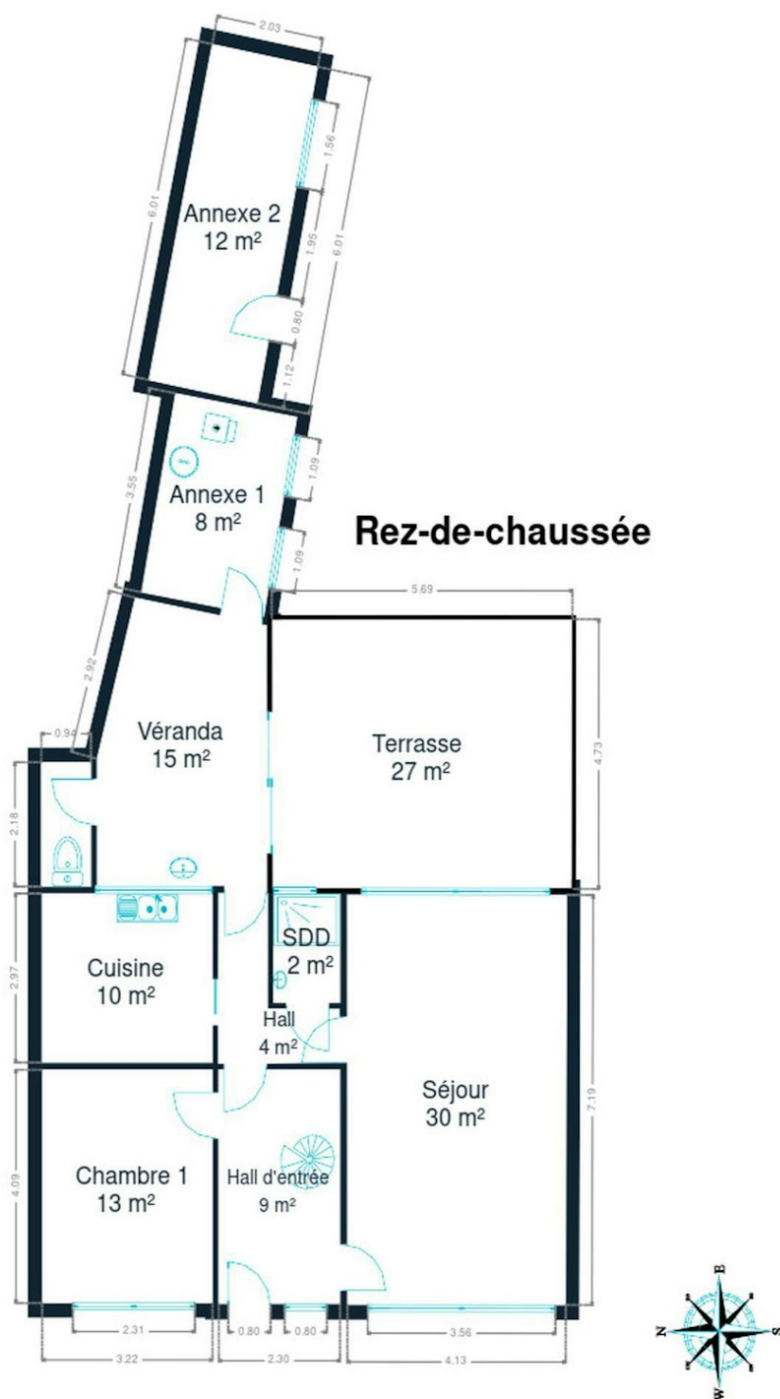 2.03
6.01
1.56
Annexe 2
12 m²
1.95
6.01
0.80
1.12
3.55
1.09
Annexe 1
8 m²
Rez-de-chaussée
1.09
5.69
2.92
0.94
Véranda
15 m²
Terrasse
27 m²
4.73
2.18
SDD
2 m²
Cuisine
10 m²
2.97
Hall
4 m²
Séjour
30 m²
7.19
4.09
Chambre 1
13 m²
Hall d'entrée
9 m²
2.31
0.80
0.80
3.56
3.22
2.30
4.13
E
N
S
W